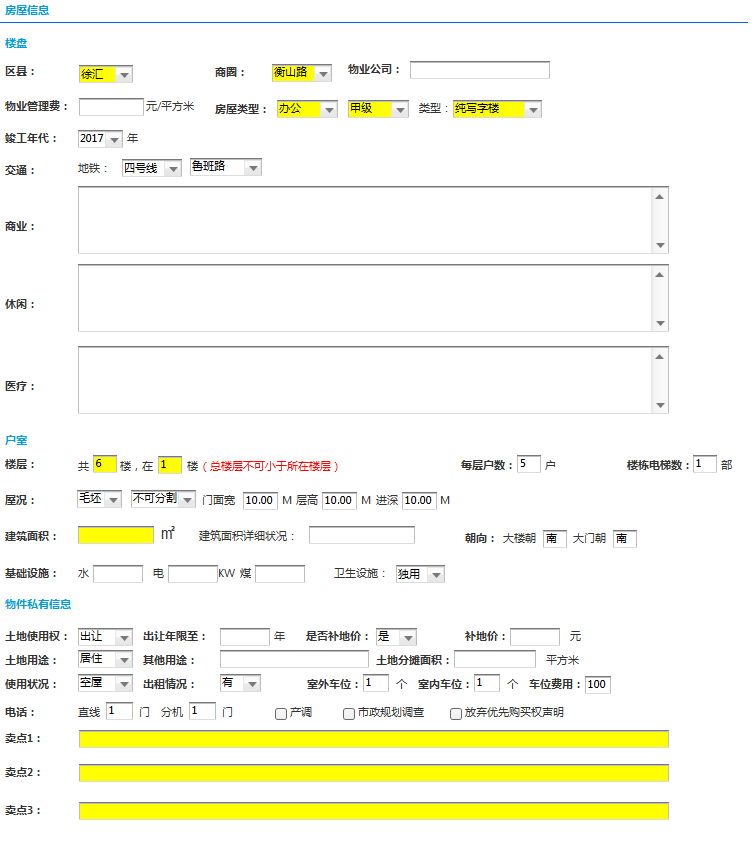 房屋信息
楼盘
区县： 徐汇 商圈： 衡山路 物业公司：
物业管理费： 元/平方米 房屋类型： 办公 甲级 类型： 纯写字楼
竣工年代： 2017 年
交通： 地铁： 四号线 鲁班路
商业：
休闲：
医疗：
户室
楼层： 共 6 楼，在 1 楼（总楼层不可小于所在楼层） 每层户数： 5 户 楼栋电梯数： 1 部
屋况： 毛坯 不可分割 门面宽 10.00 M 层高 10.00 M 进深 10.00 M
建筑面积： ㎡ 建筑面积详细状况： 朝向： 大楼朝 南 大门朝 南
基础设施： 水 电 KW 煤 卫生设施： 独用
物件私有信息
土地使用权： 出让 出让年限至： 年 是否补地价： 是 补地价： 元
土地用途： 居住 其他用途： 土地分摊面积： 平方米
使用状况： 空屋 出租情况： 有 室外车位： 1 个 室内车位： 1 个 车位费用： 100
电话： 直线 1 门 分机 1 门 产调 市政规划调查 放弃优先购买权声明
卖点1：
卖点2：
卖点3：